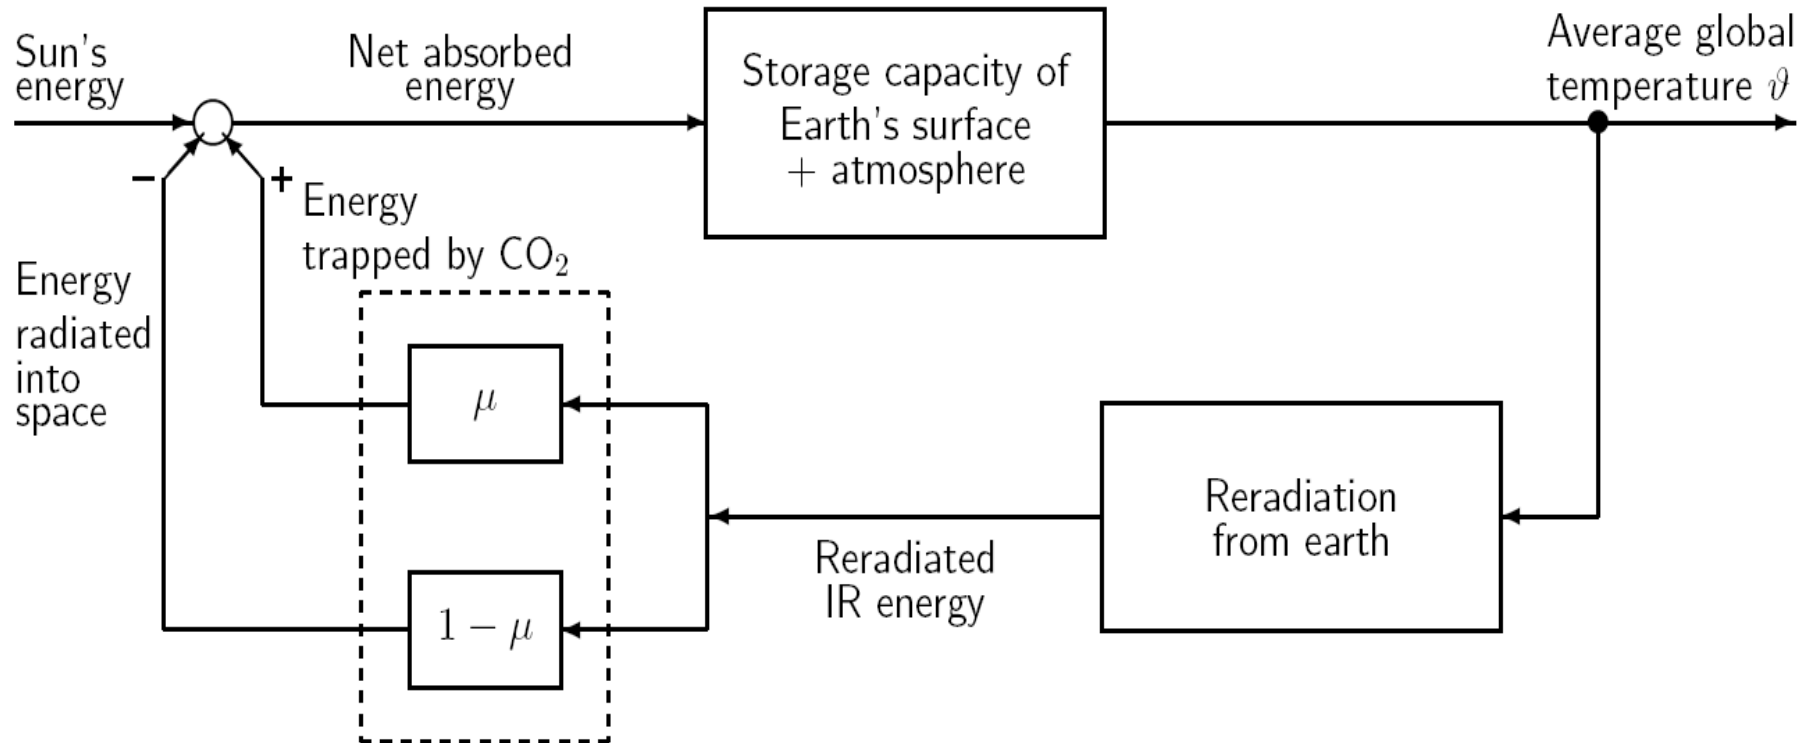 Sun's
energy
Net absorbed
energy
Storage capacity of
Earth's surface
+ atmosphere
Average global
temperature ϑ
−
+
Energy
trapped by CO₂
Energy
radiated
into
space
μ
1 − μ
Reradiated
IR energy
Reradiation
from earth